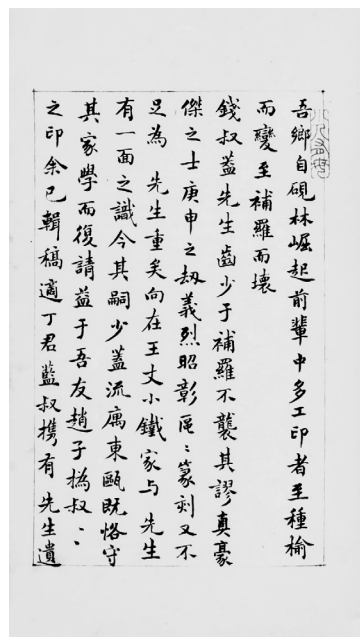 吾鄉自硯林崛起前輩中多工印者至種榆
而變至補羅而壞
錢叔蓋先生齒少于補羅不襲其謬真豪
傑之士庚申之劫義烈昭彰區〻篆刻又不
足為 先生重矣向在王丈小鐵家与 先生
有一面之識今其嗣少蓋流寓東甌既恪守
其家學而復請益于吾友趙子撝叔〻〻
之印余已輯稿適丁君藍叔攜有 先生遺